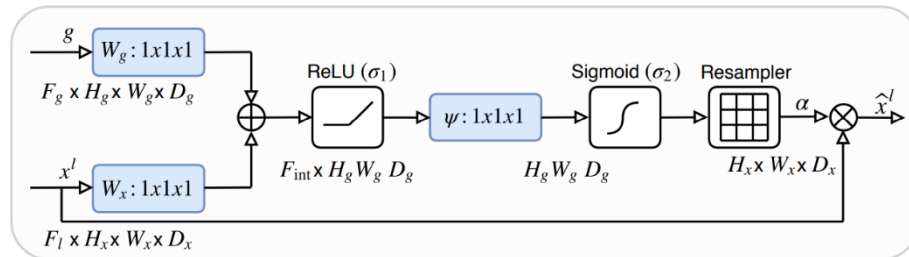 g
W_g : 1x1x1
F_g x H_g x W_g x D_g
x^l
W_x : 1x1x1
F_l x H_x x W_x x D_x
ReLU (σ_1)
F_int x H_g W_g D_g
ψ : 1x1x1
H_g W_g D_g
Sigmoid (σ_2)
Resampler
α
H_x x W_x x D_x
x̂^l